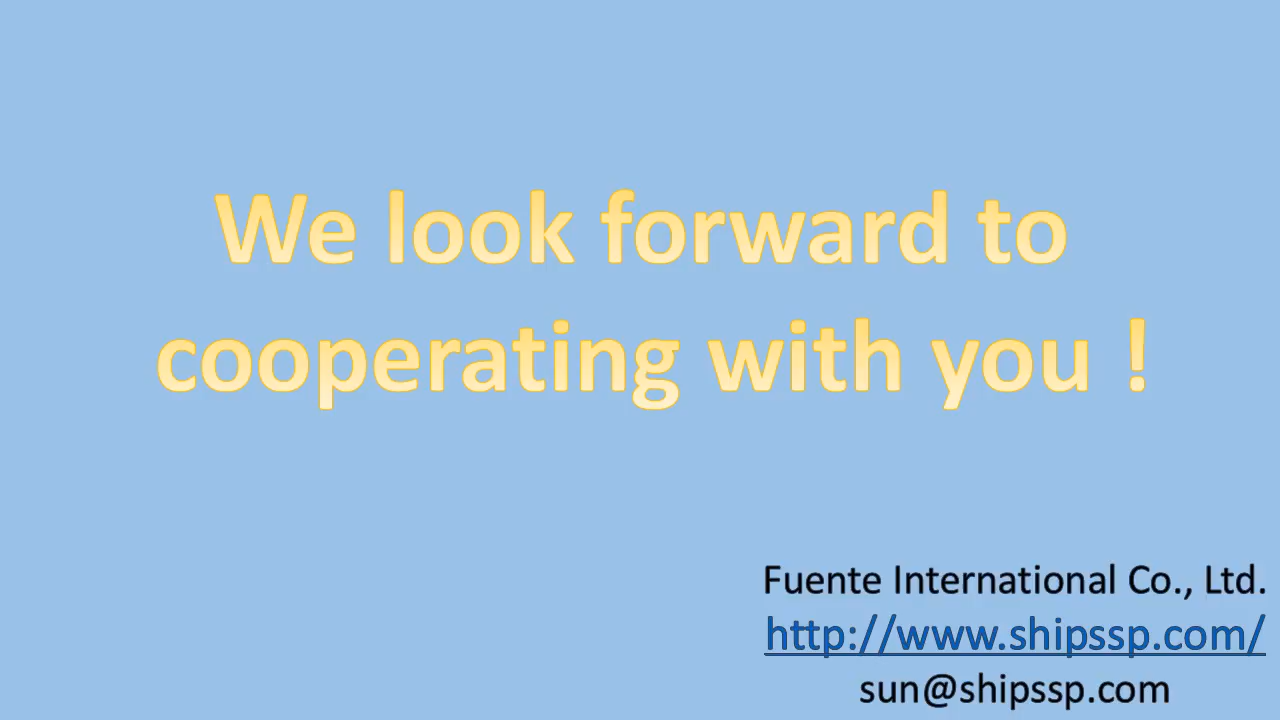 We look forward to
cooperating with you !
Fuente International Co., Ltd.
http://www.shipssp.com/
sun@shipssp.com